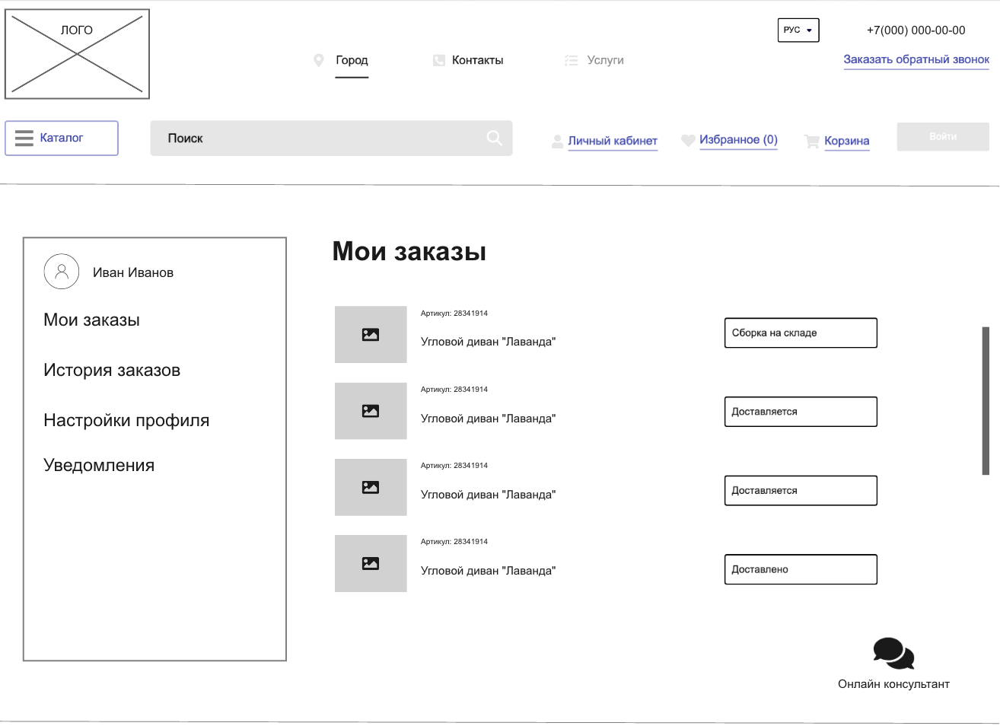 ЛОГО
РУС
+7(000) 000-00-00
Город
Контакты
Услуги
Заказать обратный звонок
Каталог
Поиск
Личный кабинет
Избранное (0)
Корзина
Войти
Иван Иванов
Мои заказы
История заказов
Настройки профиля
Уведомления
Мои заказы
Артикул: 28341914
Угловой диван "Лаванда"
Сборка на складе
Артикул: 28341914
Угловой диван "Лаванда"
Доставляется
Артикул: 28341914
Угловой диван "Лаванда"
Доставляется
Артикул: 28341914
Угловой диван "Лаванда"
Доставлено
Онлайн консультант